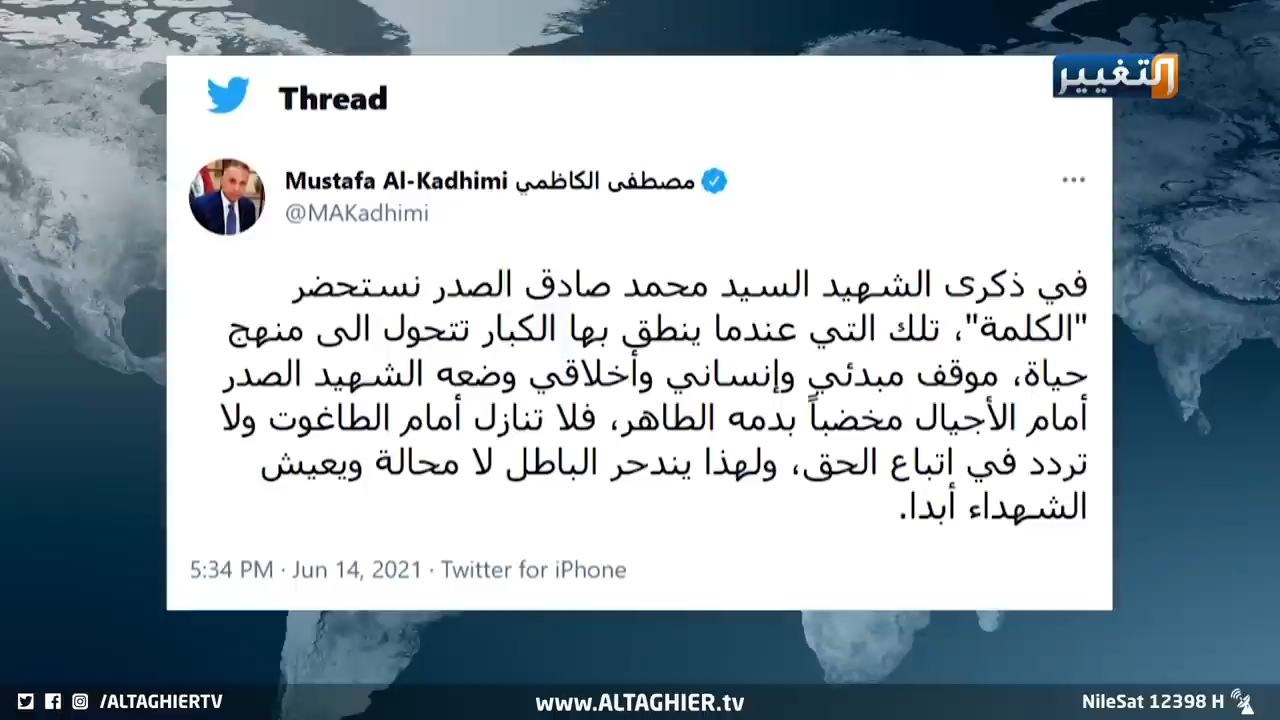 التغيير
Thread
Mustafa Al-Kadhimi مصطفى الكاظمي
@MAKadhimi
في ذكرى الشهيد السيد محمد صادق الصدر نستحضر
"الكلمة"، تلك التي عندما ينطق بها الكبار تتحول الى منهج
حياة، موقف مبدئي وإنساني وأخلاقي وضعه الشهيد الصدر
أمام الأجيال مخضباً بدمه الطاهر، فلا تنازل أمام الطاغوت ولا
تردد في اتباع الحق، ولهذا يندحر الباطل لا محالة ويعيش
الشهداء أبدا.
5:34 PM · Jun 14, 2021 · Twitter for iPhone
/ALTAGHIERTV
www.ALTAGHIER.tv
NileSat 12398 H